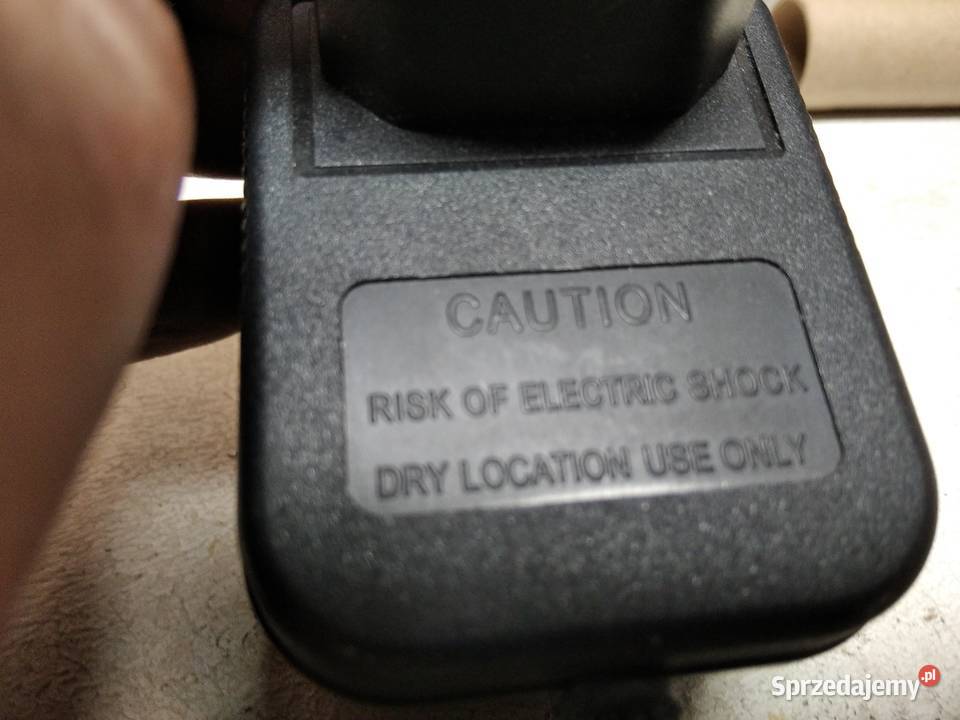 CAUTION
RISK OF ELECTRIC SHOCK
DRY LOCATION USE ONLY
Sprzedajemy.pl